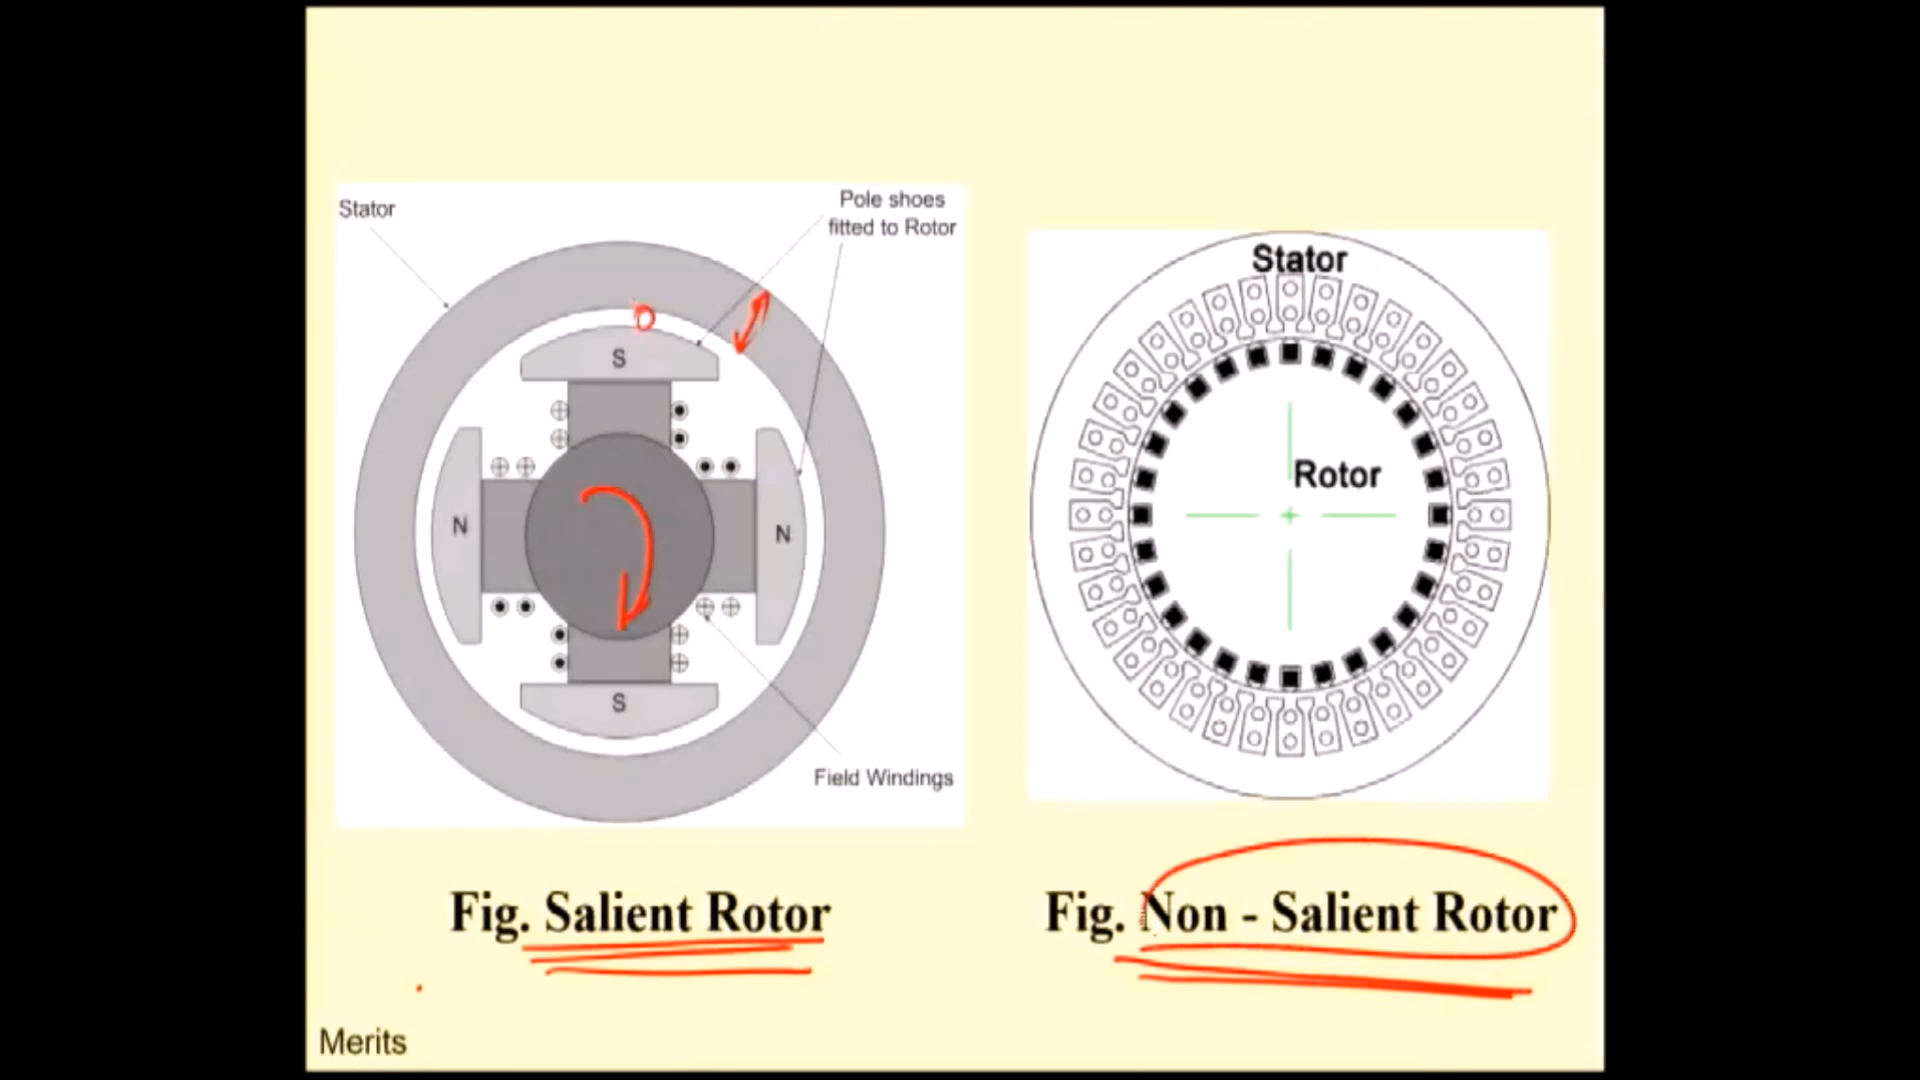 Stator
Pole shoes
fitted to Rotor
S
N
N
S
Field Windings
Fig. Salient Rotor
Stator
Rotor
Fig. Non - Salient Rotor
Merits